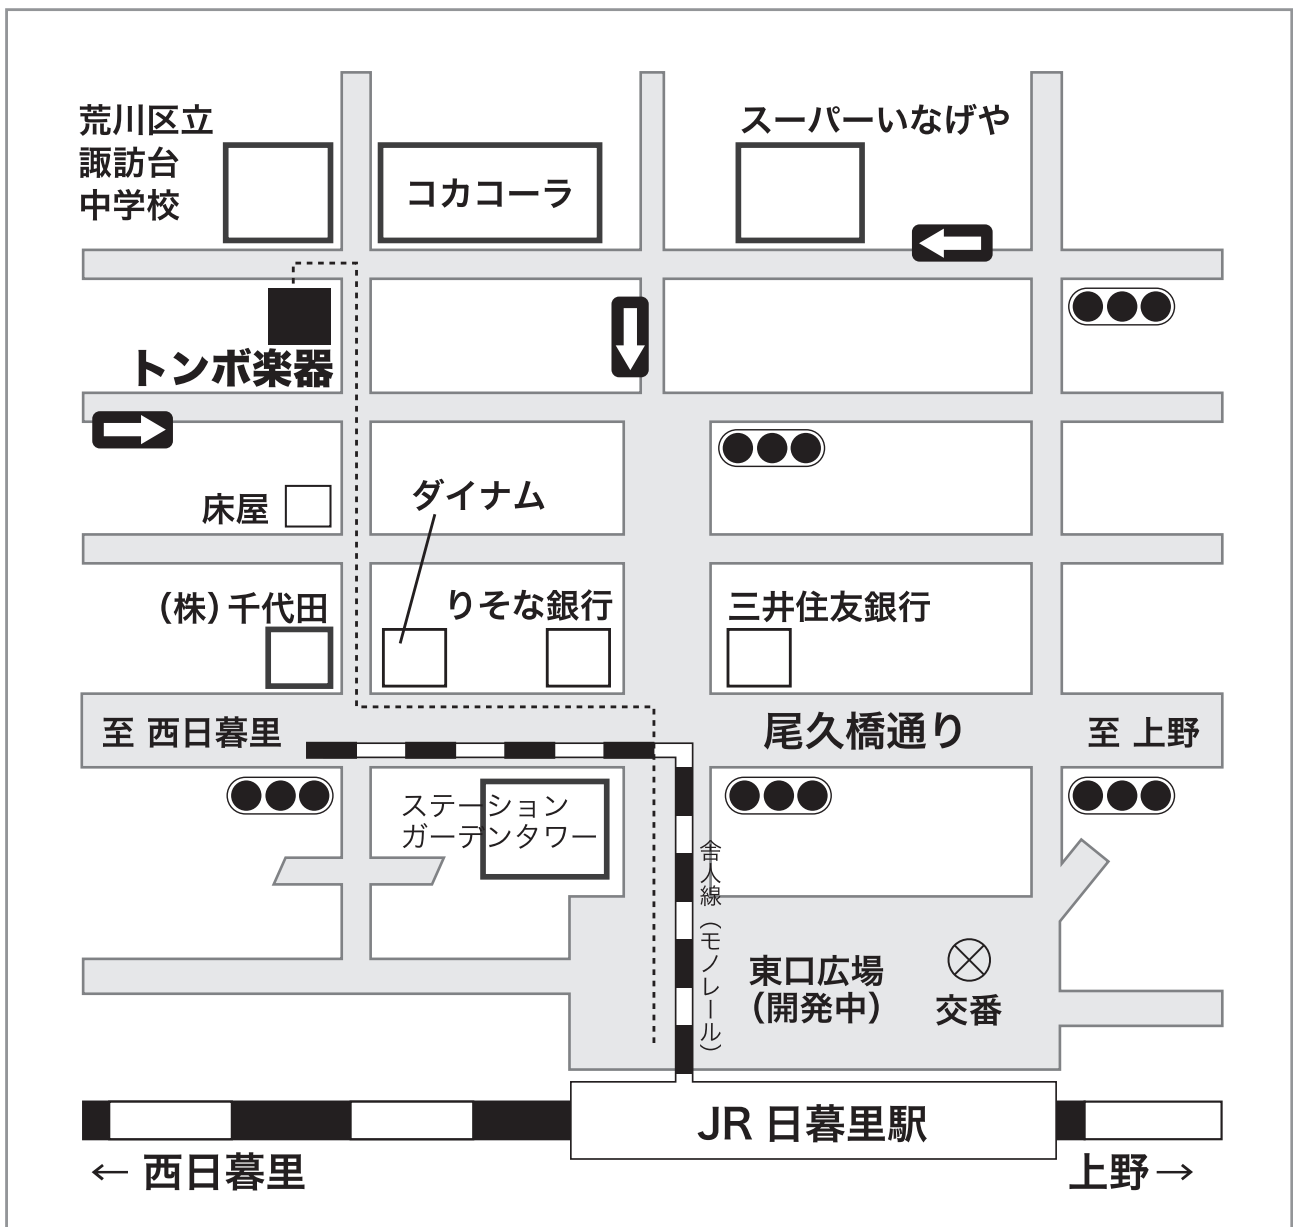 荒川区立
諏訪台
中学校
コカコーラ
スーパーいなげや
トンボ楽器
床屋
ダイナム
(株)千代田
りそな銀行
三井住友銀行
至 西日暮里
尾久橋通り
至 上野
ステーション
ガーデンタワー
舎人線(モノレール)
東口広場
(開発中)
交番
JR 日暮里駅
← 西日暮里
上野→